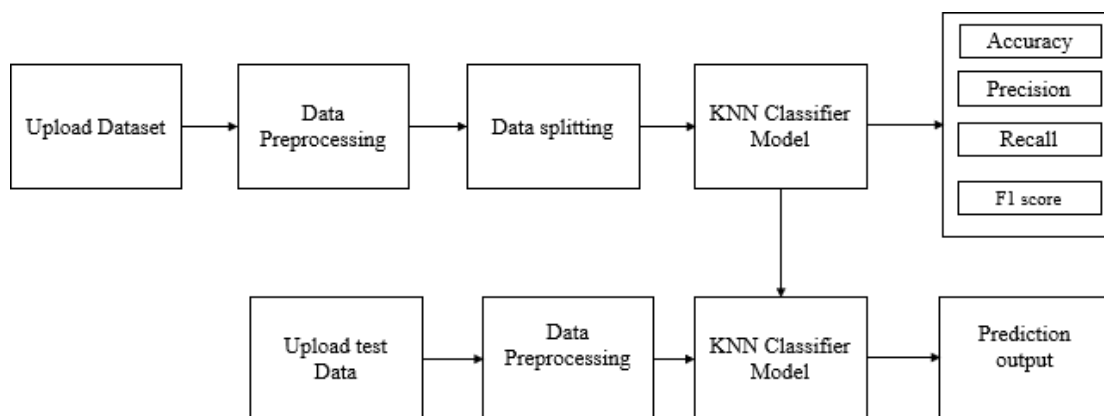 Upload Dataset
Data
Preprocessing
Data splitting
KNN Classifier
Model
Accuracy
Precision
Recall
F1 score
Upload test
Data
Data
Preprocessing
KNN Classifier
Model
Prediction
output